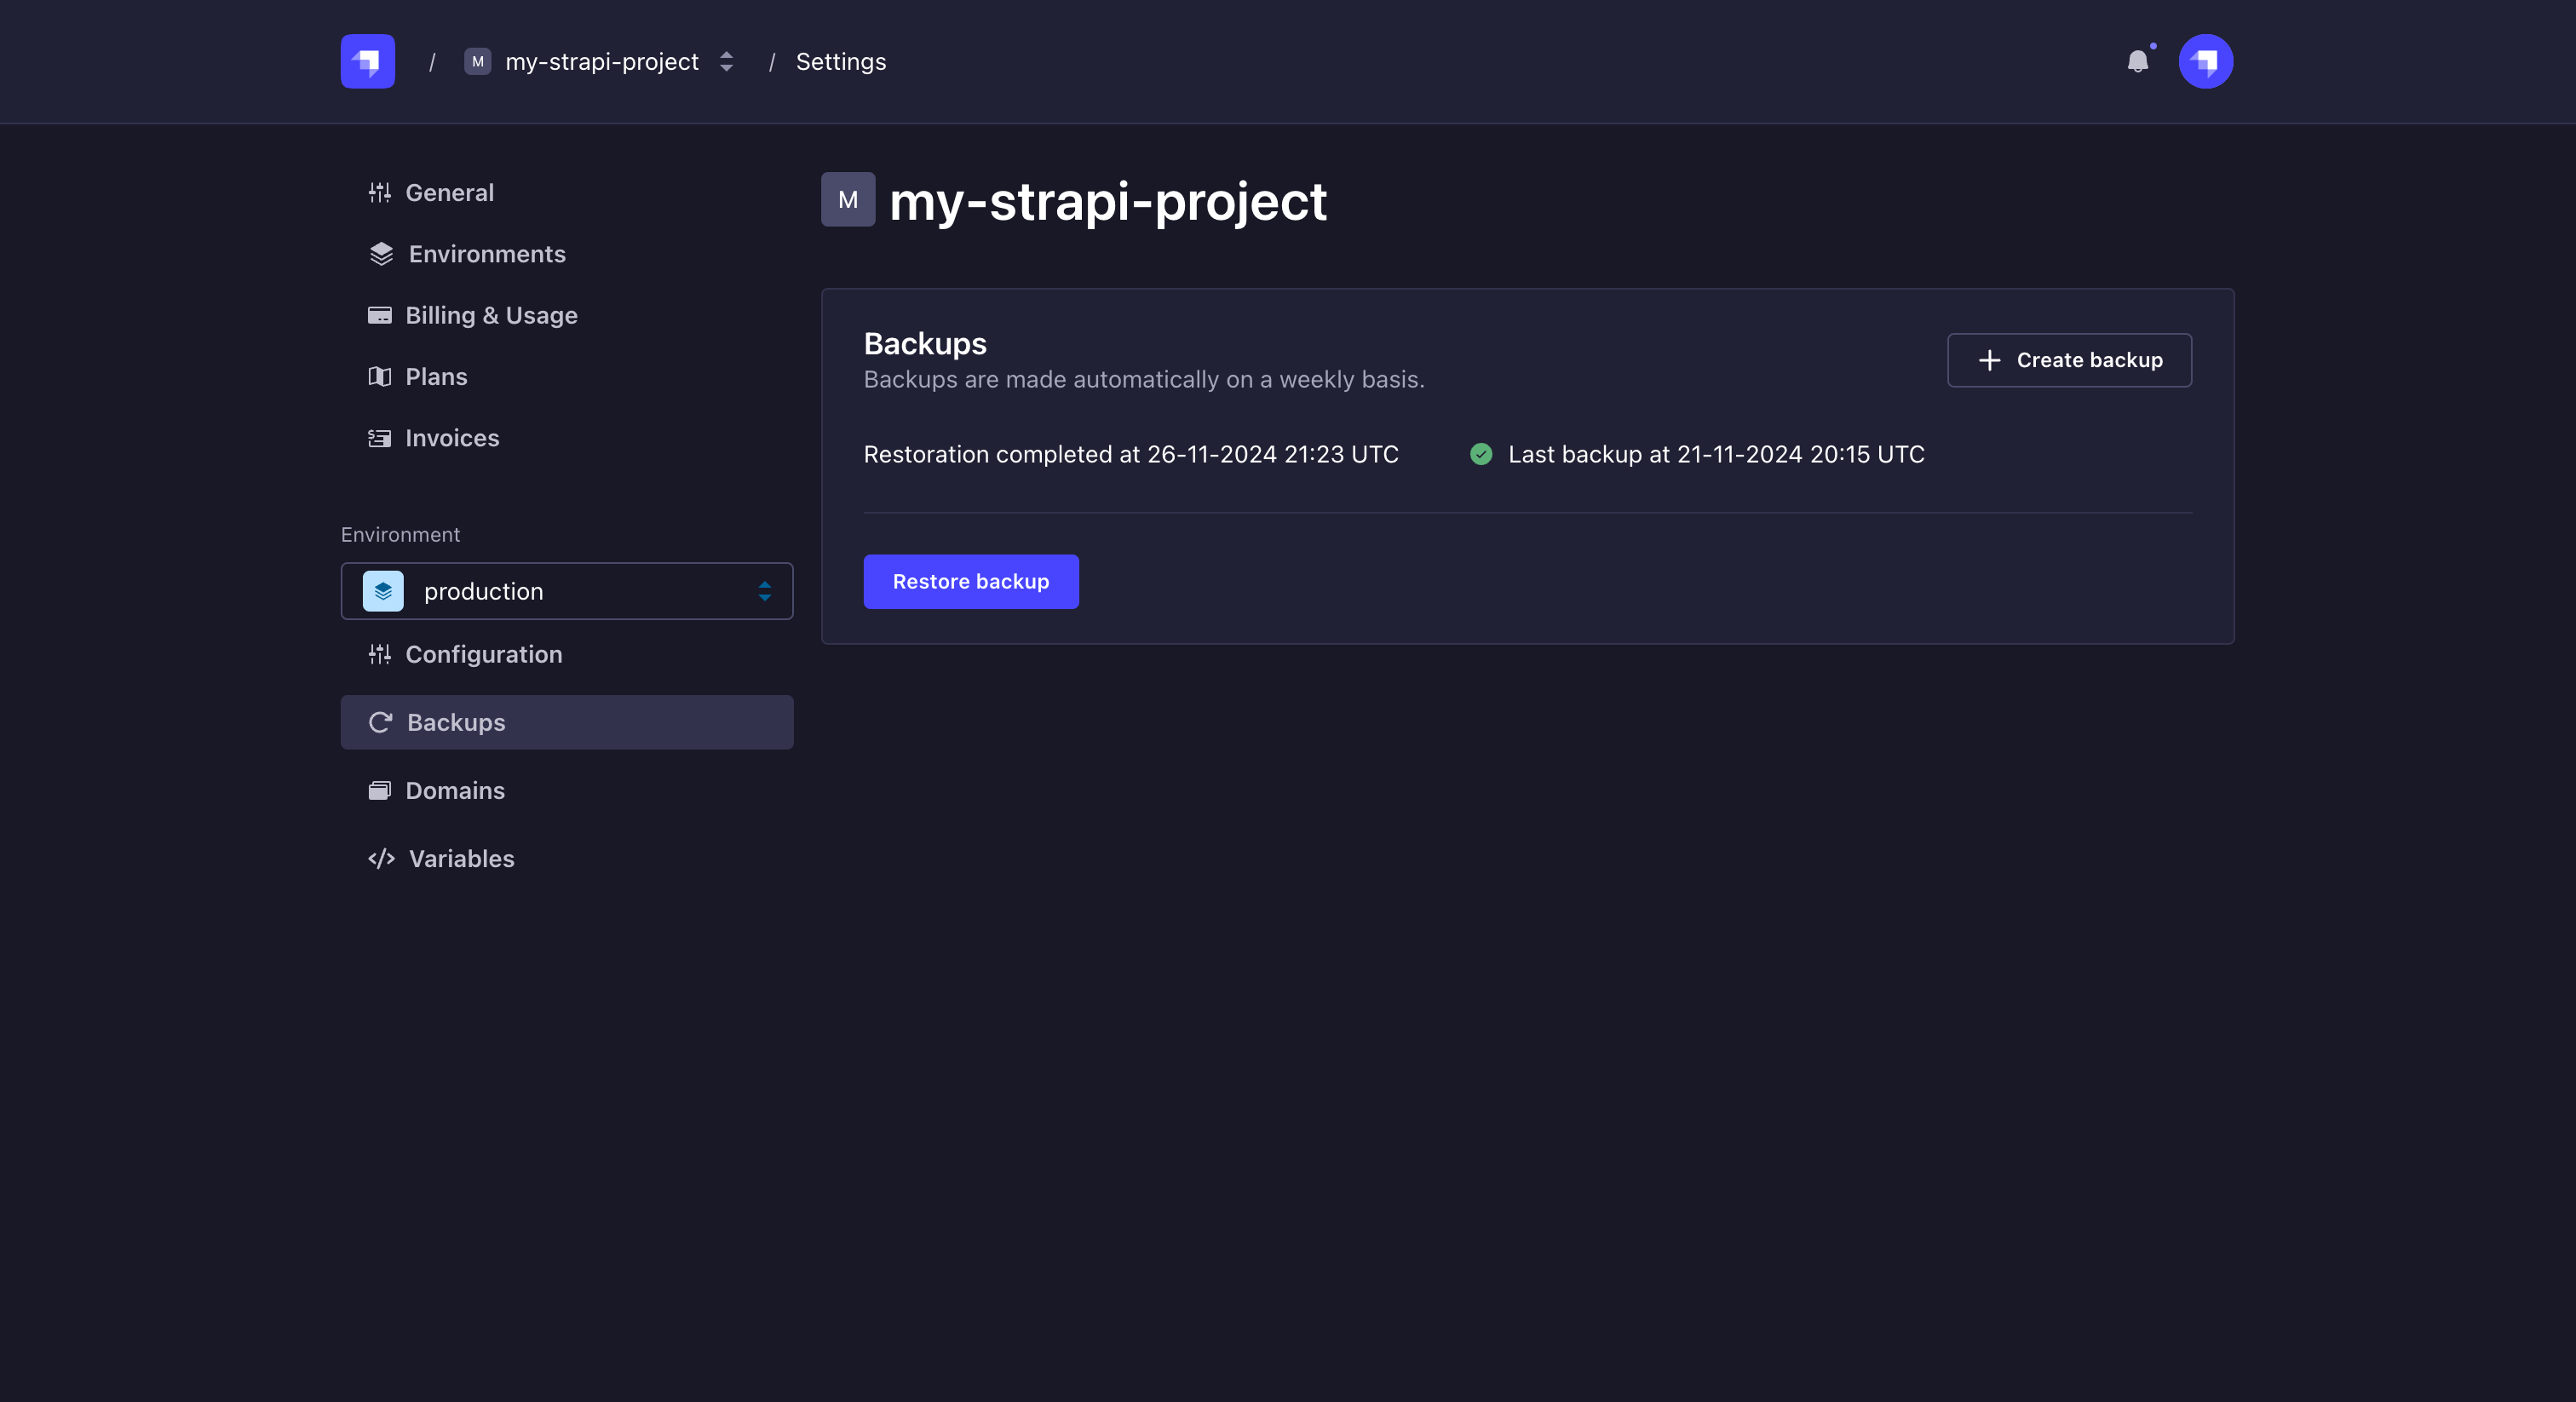 / M my-strapi-project / Settings
General
Environments
Billing & Usage
Plans
Invoices
Environment
production
Configuration
Backups
Domains
Variables
M my-strapi-project
Backups
Backups are made automatically on a weekly basis.
Create backup
Restoration completed at 26-11-2024 21:23 UTC
Last backup at 21-11-2024 20:15 UTC
Restore backup